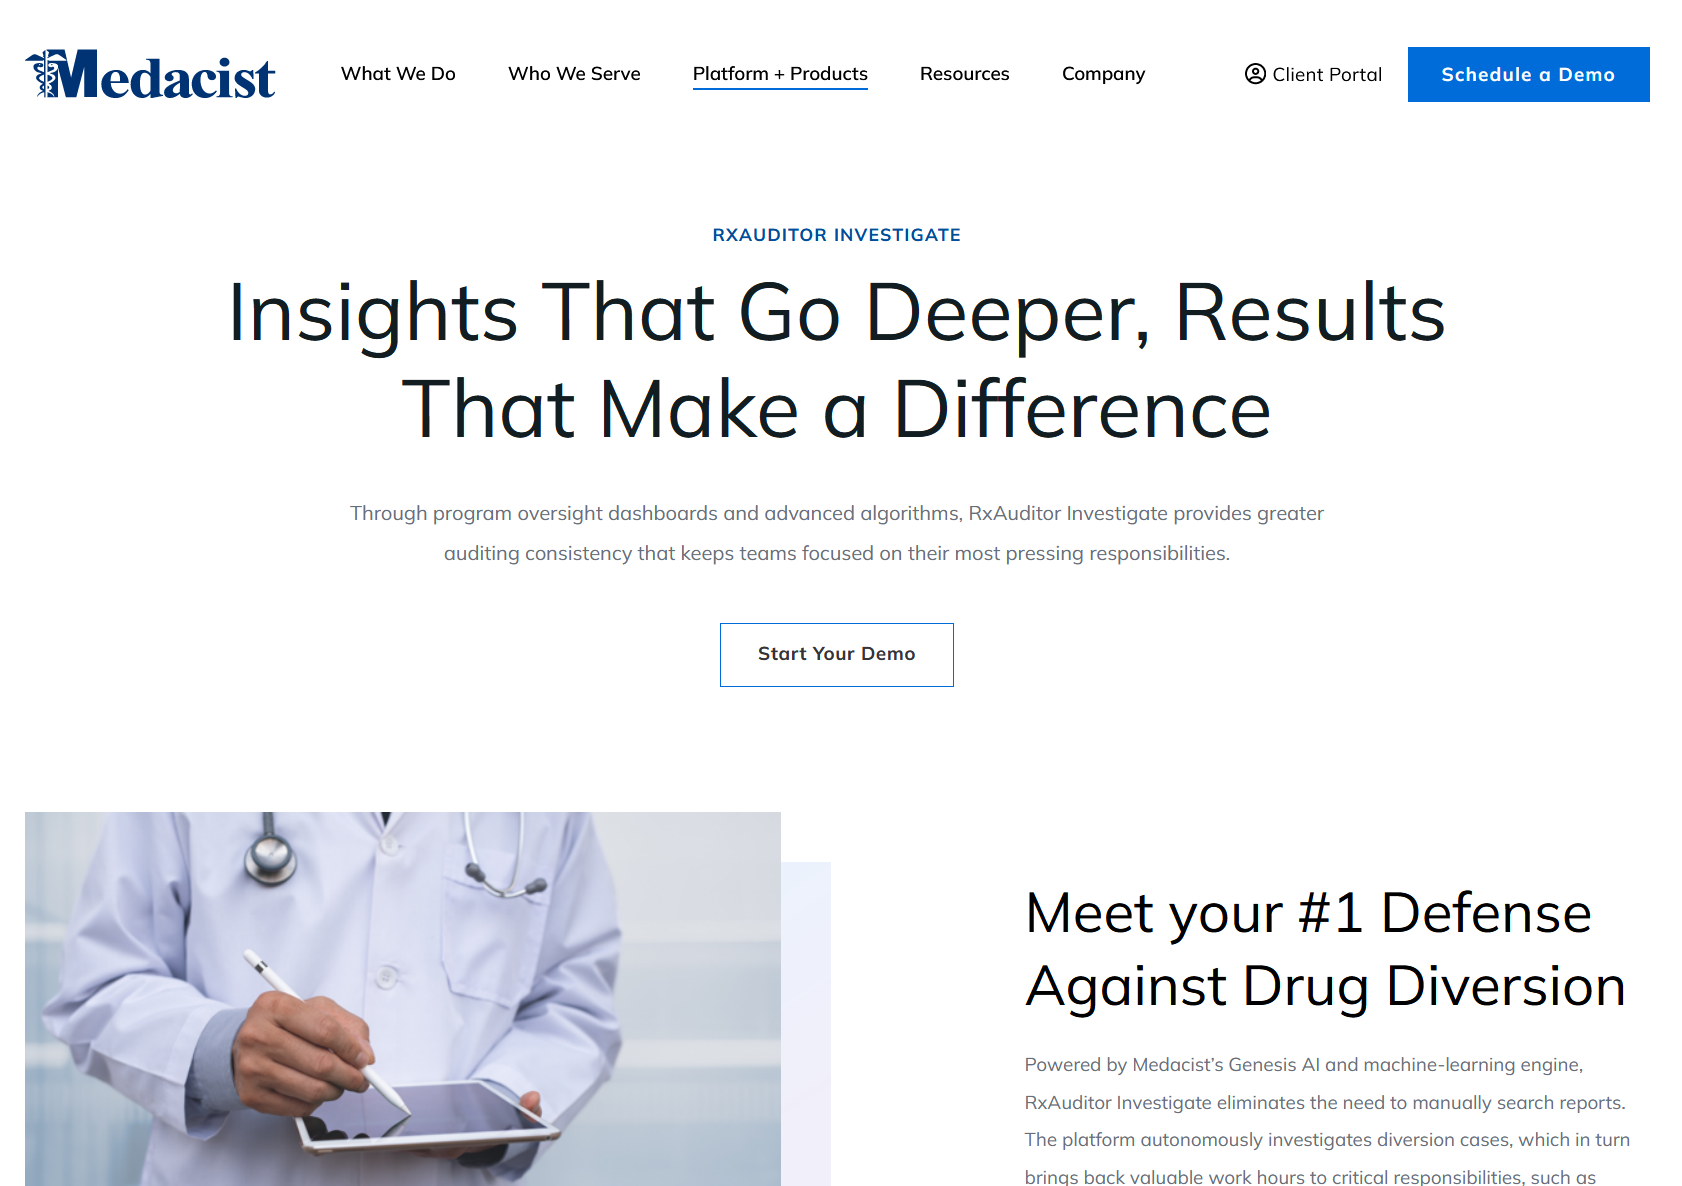 Medacist
What We Do
Who We Serve
Platform + Products
Resources
Company
Client Portal
Schedule a Demo
RXAUDITOR INVESTIGATE
Insights That Go Deeper, Results
That Make a Difference
Through program oversight dashboards and advanced algorithms, RxAuditor Investigate provides greater
auditing consistency that keeps teams focused on their most pressing responsibilities.
Start Your Demo
Meet your #1 Defense
Against Drug Diversion
Powered by Medacist’s Genesis AI and machine-learning engine,
RxAuditor Investigate eliminates the need to manually search reports.
The platform autonomously investigates diversion cases, which in turn
brings back valuable work hours to critical responsibilities, such as